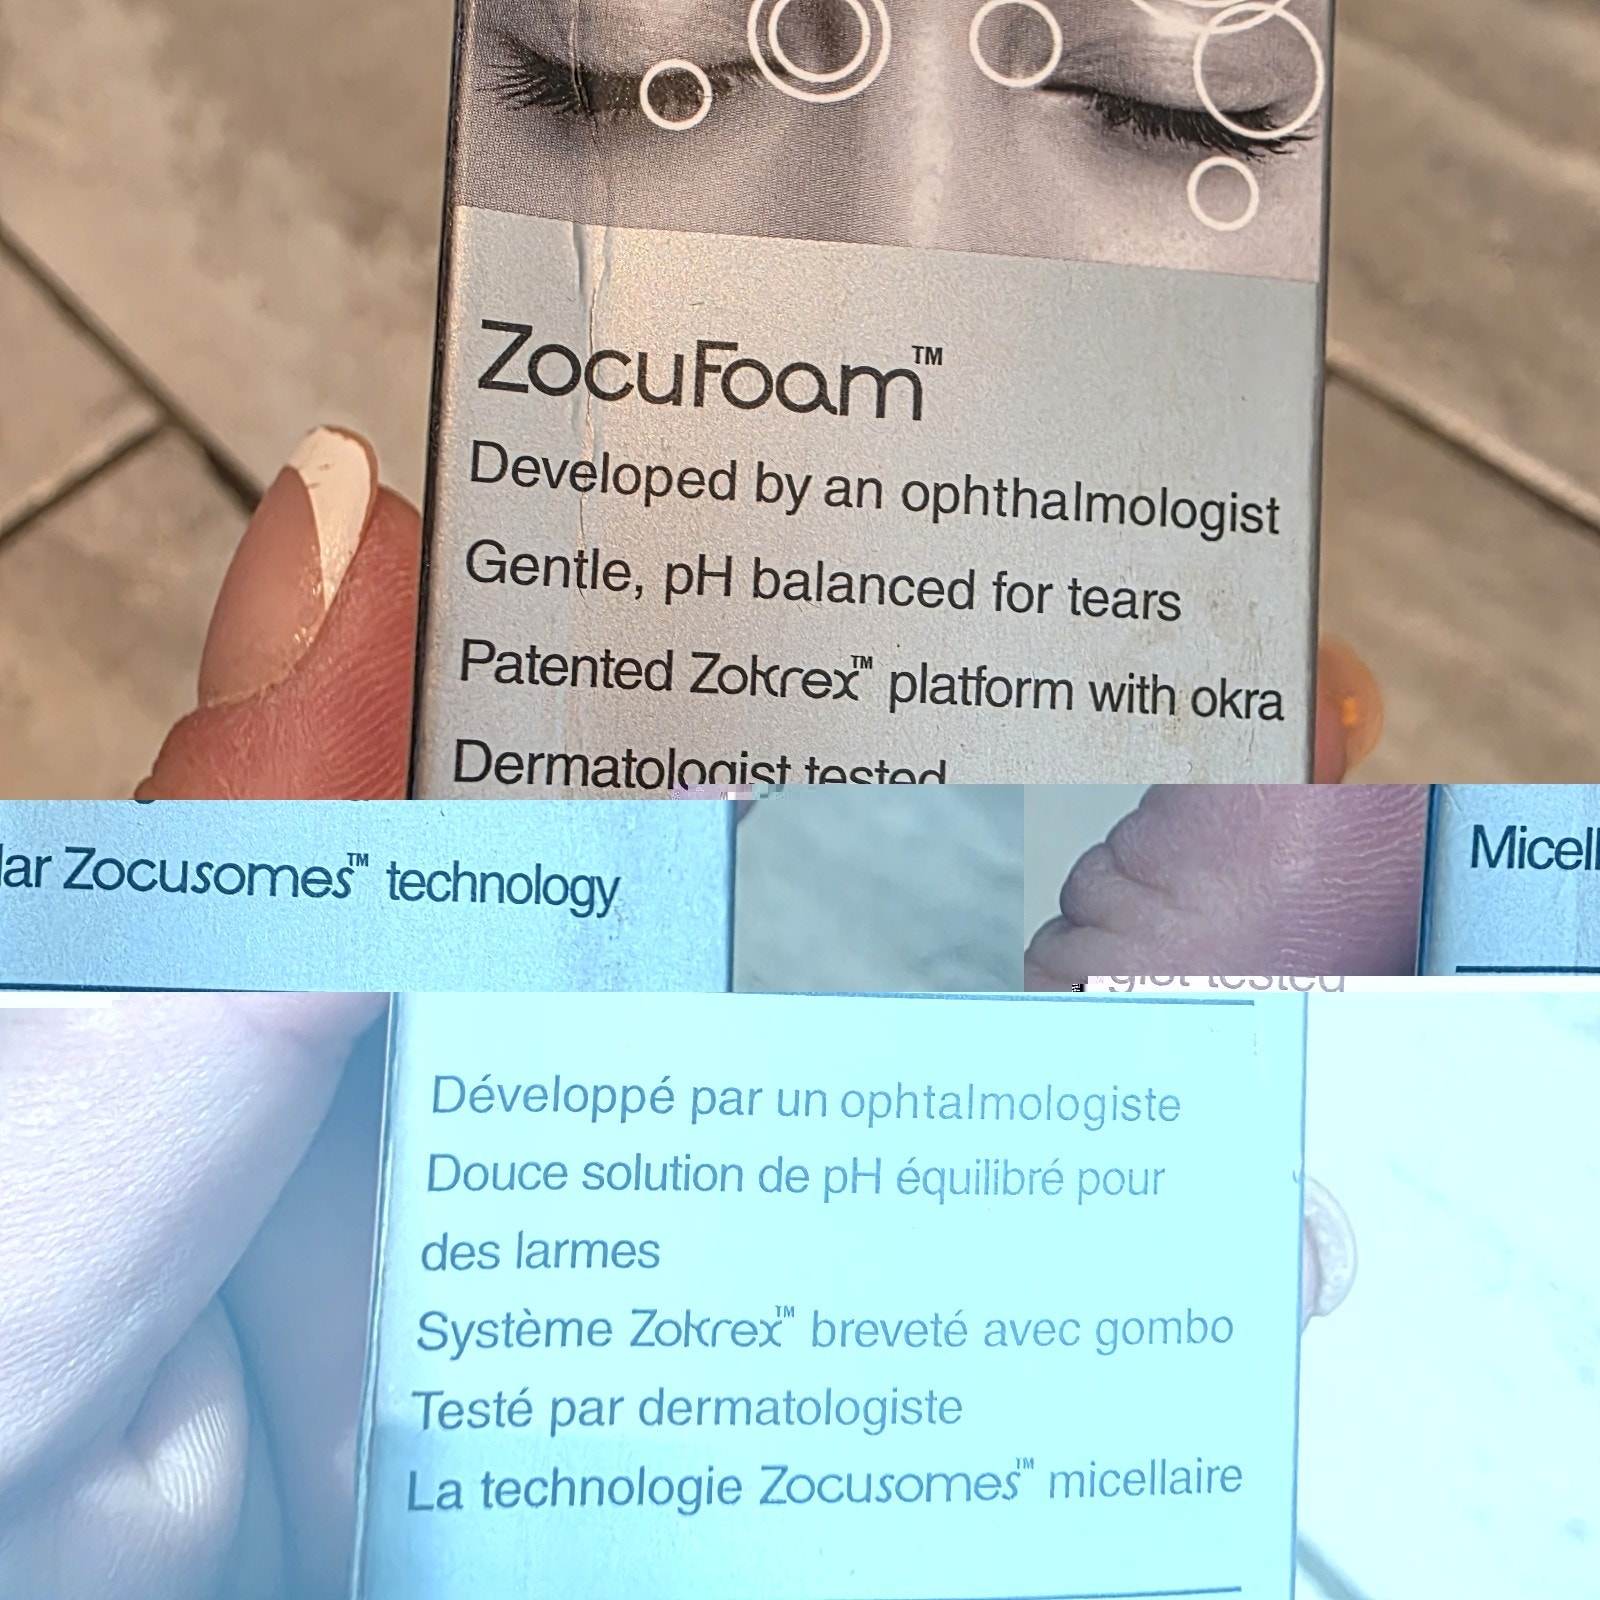 ZocuFoam™
Developed by an ophthalmologist
Gentle, pH balanced for tears
Patented Zokrex™ platform with okra
Dermatologist tested
lar Zocusomes™ technology
Micell
gist tested
Développé par un ophtalmologiste
Douce solution de pH équilibré pour
des larmes
Système Zokrex™ breveté avec gombo
Testé par dermatologiste
La technologie Zocusomes™ micellaire